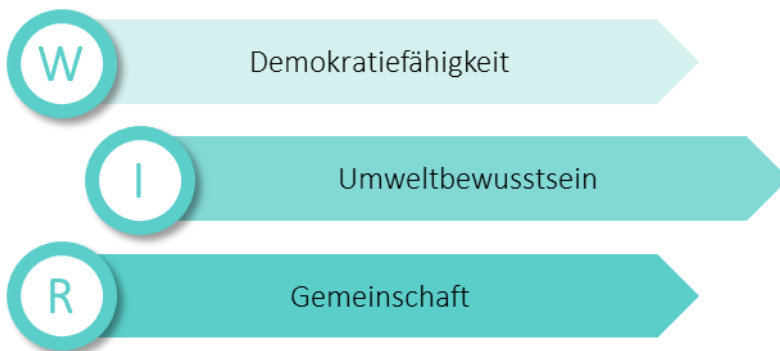 W Demokratiefähigkeit
I Umweltbewusstsein
R Gemeinschaft